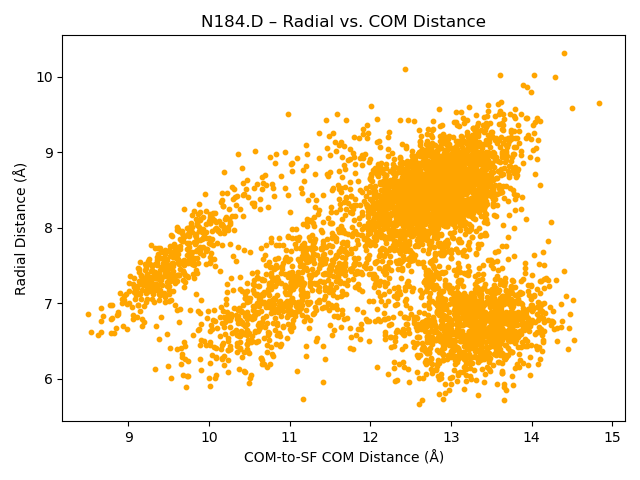 N184.D – Radial vs. COM Distance
Radial Distance (Å)
10
9
8
7
6
9 10 11 12 13 14 15
COM-to-SF COM Distance (Å)